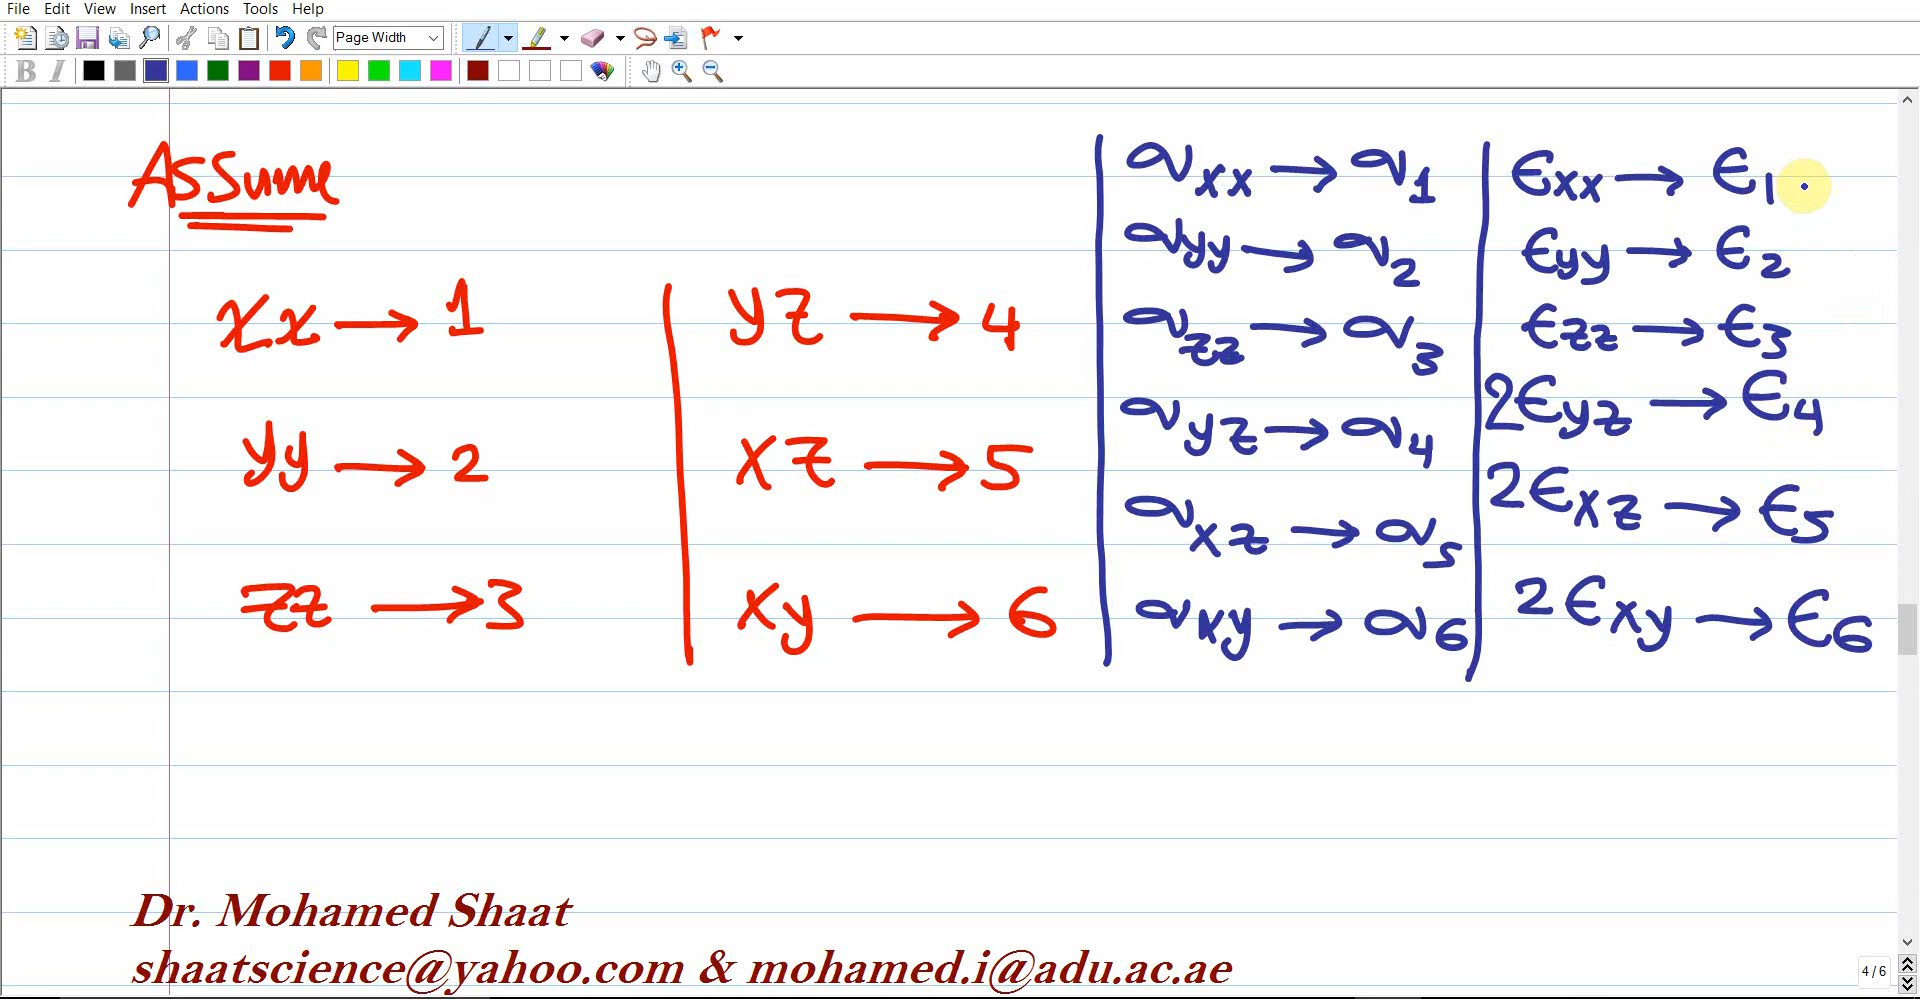 File Edit View Insert Actions Tools Help
Page Width
B I
Assume
xx → 1
yy → 2
zz → 3
yz → 4
xz → 5
xy → 6
σxx → σ1
σyy → σ2
σzz → σ3
σyz → σ4
σxz → σ5
σxy → σ6
εxx → ε1
εyy → ε2
εzz → ε3
2εyz → ε4
2εxz → ε5
2εxy → ε6
Dr. Mohamed Shaat
shaatscience@yahoo.com & mohamed.i@adu.ac.ae
4/6